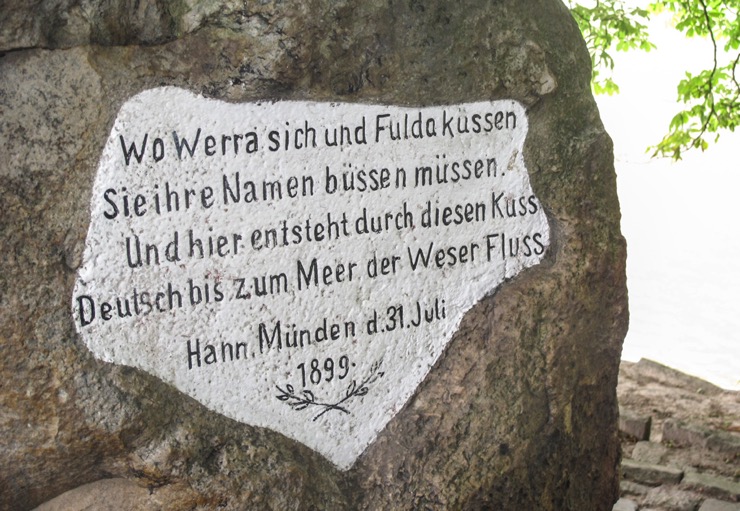 Wo Werra sich und Fulda küssen
Sie ihre Namen büssen müssen.
Und hier entsteht durch diesen Kuss
Deutsch bis zum Meer der Weser Fluss
Hann. Münden d. 31. Juli
1899.